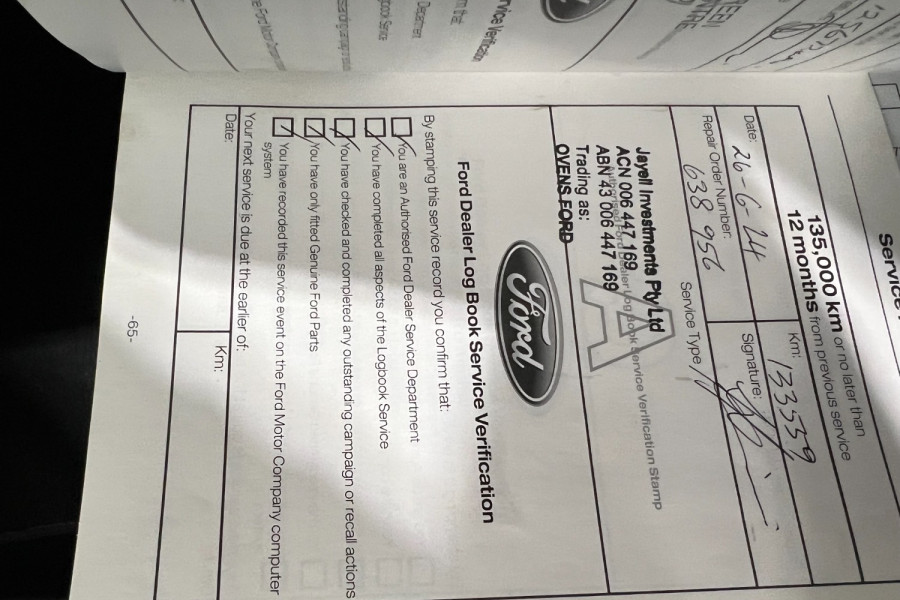 Service
135,000 km or no later than
12 months from previous service
Date: 26-6-24
Km: 133559
Repair Order Number: 638 956
Signature:
Service Type
Jayell Investments Pty Ltd
ACN 006 447 169
Authorised Ford Dealer Log Book Service Verification Stamp
ABN 43 006 447 169
Trading as:
OVENS FORD
A
Ford
Ford Dealer Log Book Service Verification
By stamping this service record you confirm that:
You are an Authorised Ford Dealer Service Department
You have completed all aspects of the Logbook Service
You have checked and completed any outstanding campaign or recall actions
You have only fitted Genuine Ford Parts
You have recorded this service event on the Ford Motor Company computer
system
Your next service is due at the earlier of:
Date:
Km:
-65-